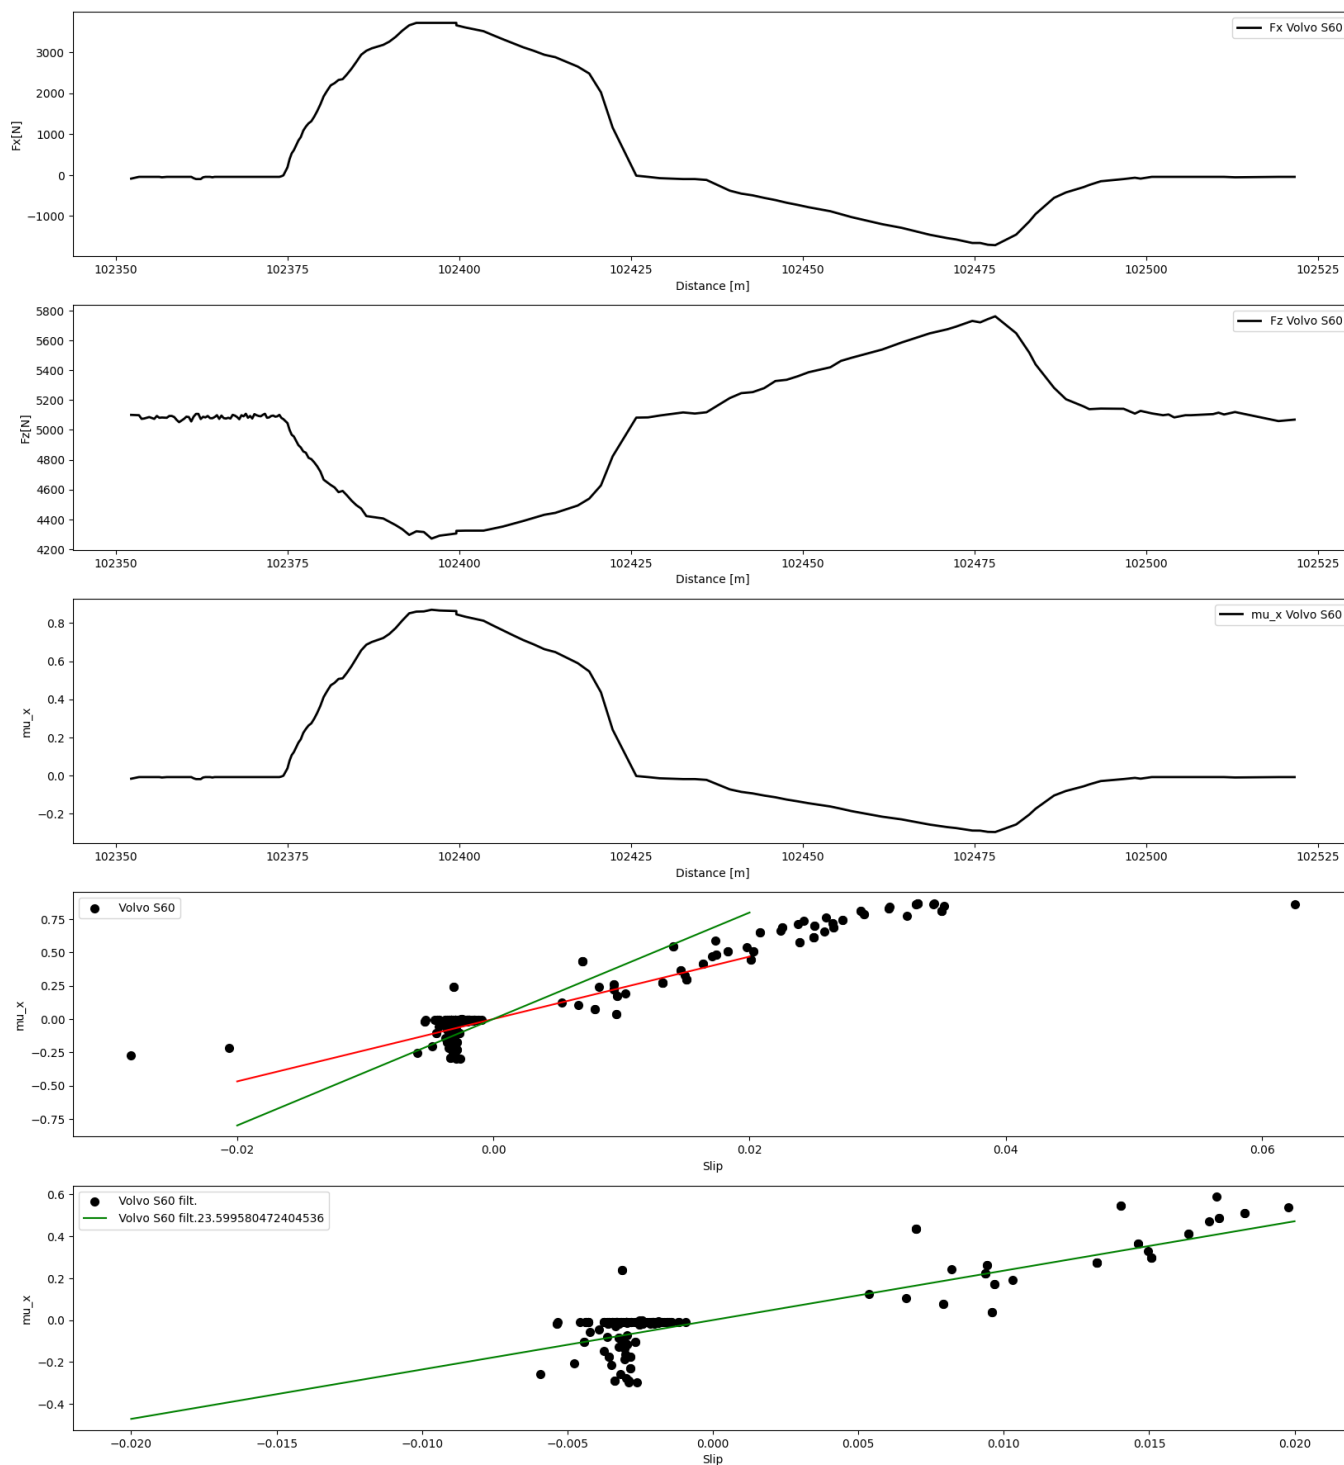 Fx Volvo S60
Fx[N]
3000
2000
1000
0
−1000
102350 102375 102400 102425 102450 102475 102500 102525
Distance [m]
Fz Volvo S60
Fz[N]
5800
5600
5400
5200
5000
4800
4600
4400
4200
102350 102375 102400 102425 102450 102475 102500 102525
Distance [m]
mu_x Volvo S60
mu_x
0.8
0.6
0.4
0.2
0.0
−0.2
102350 102375 102400 102425 102450 102475 102500 102525
Distance [m]
Volvo S60
mu_x
0.75
0.50
0.25
0.00
−0.25
−0.50
−0.75
−0.02 0.00 0.02 0.04 0.06
Slip
Volvo S60 filt.
Volvo S60 filt.23.599580472404536
mu_x
0.6
0.4
0.2
0.0
−0.2
−0.4
−0.020 −0.015 −0.010 −0.005 0.000 0.005 0.010 0.015 0.020
Slip